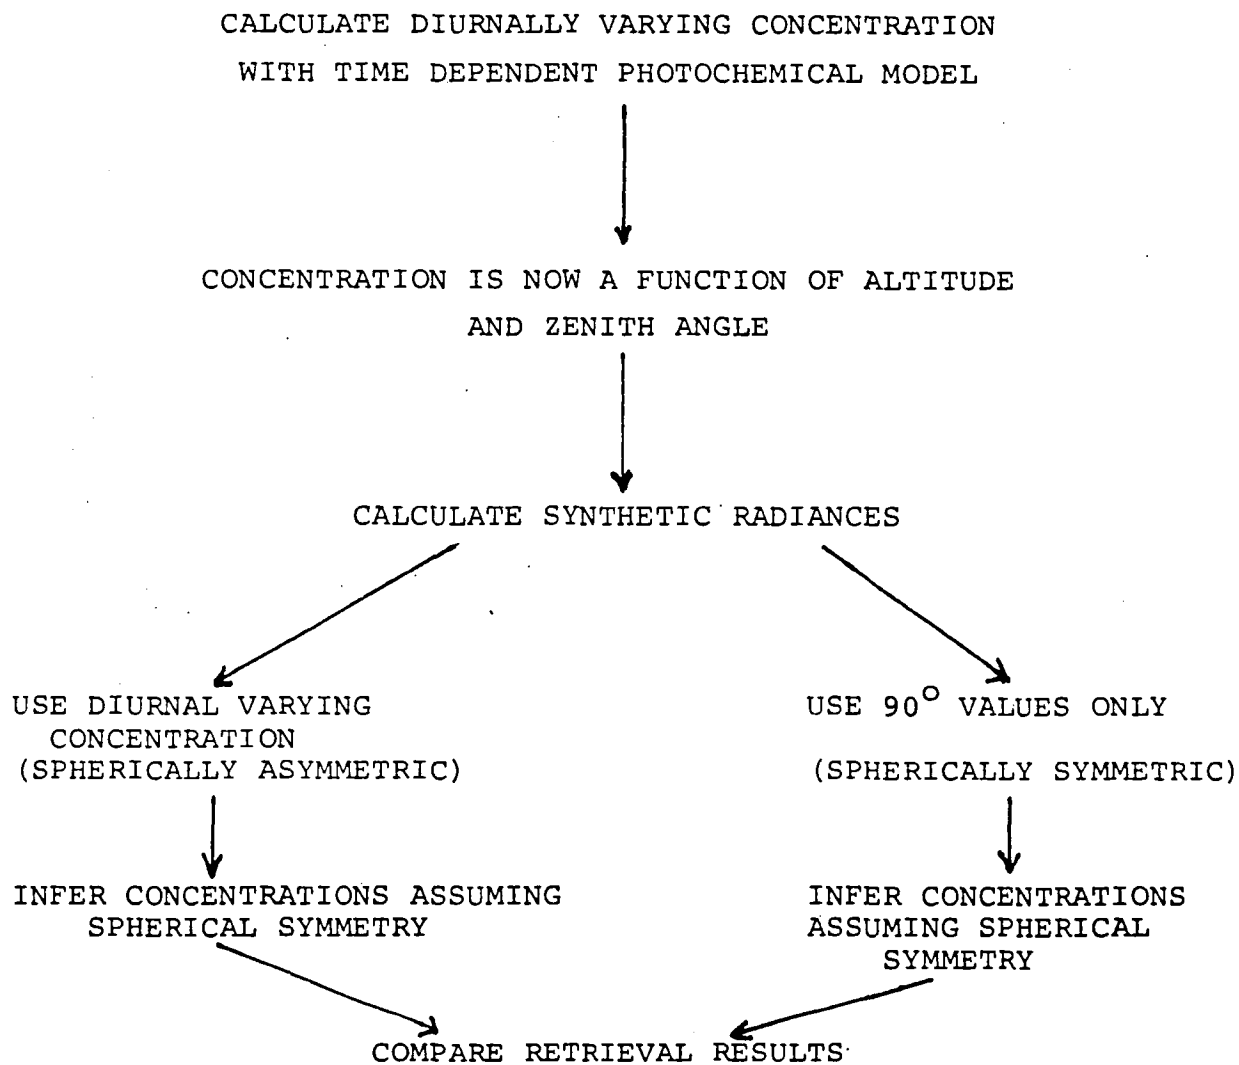 CALCULATE DIURNALLY VARYING CONCENTRATION
WITH TIME DEPENDENT PHOTOCHEMICAL MODEL
CONCENTRATION IS NOW A FUNCTION OF ALTITUDE
AND ZENITH ANGLE
CALCULATE SYNTHETIC RADIANCES
USE DIURNAL VARYING
CONCENTRATION
(SPHERICALLY ASYMMETRIC)
INFER CONCENTRATIONS ASSUMING
SPHERICAL SYMMETRY
USE 90° VALUES ONLY
(SPHERICALLY SYMMETRIC)
INFER CONCENTRATIONS
ASSUMING SPHERICAL
SYMMETRY
COMPARE RETRIEVAL RESULTS